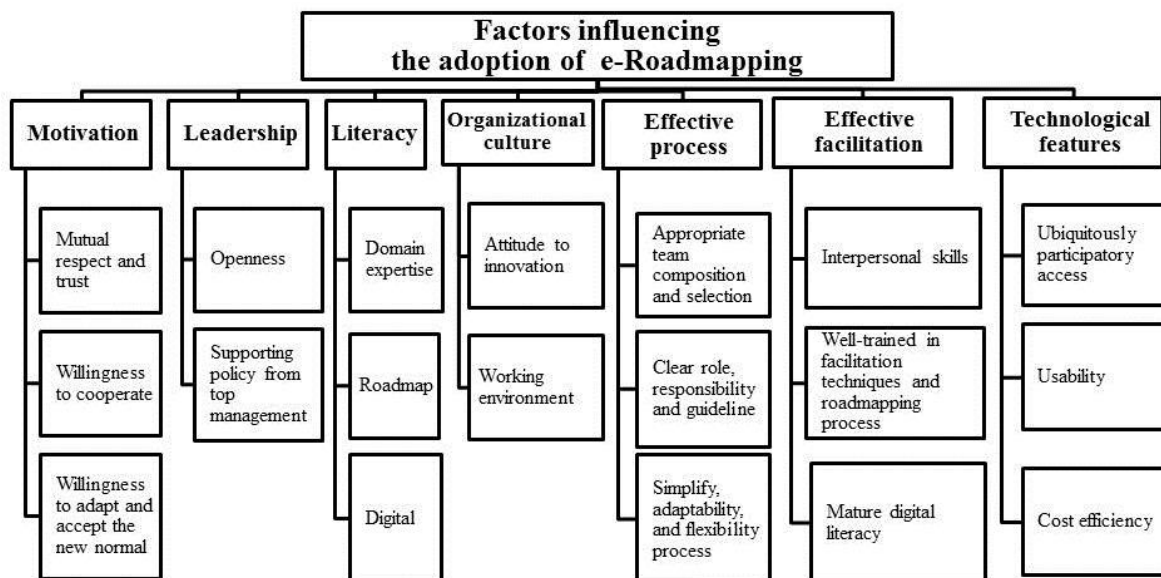 Factors influencing
the adoption of e-Roadmapping
Motivation
Leadership
Literacy
Organizational
culture
Effective
process
Effective
facilitation
Technological
features
Mutual
respect and
trust
Willingness
to cooperate
Willingness
to adapt and
accept the
new normal
Openness
Supporting
policy from
top
management
Domain
expertise
Roadmap
Digital
Attitude to
innovation
Working
environment
Appropriate
team
composition
and selection
Clear role,
responsibility
and guideline
Simplify,
adaptability,
and flexibility
process
Interpersonal skills
Well-trained in
facilitation
techniques and
roadmapping
process
Mature digital
literacy
Ubiquitously
participatory
access
Usability
Cost efficiency